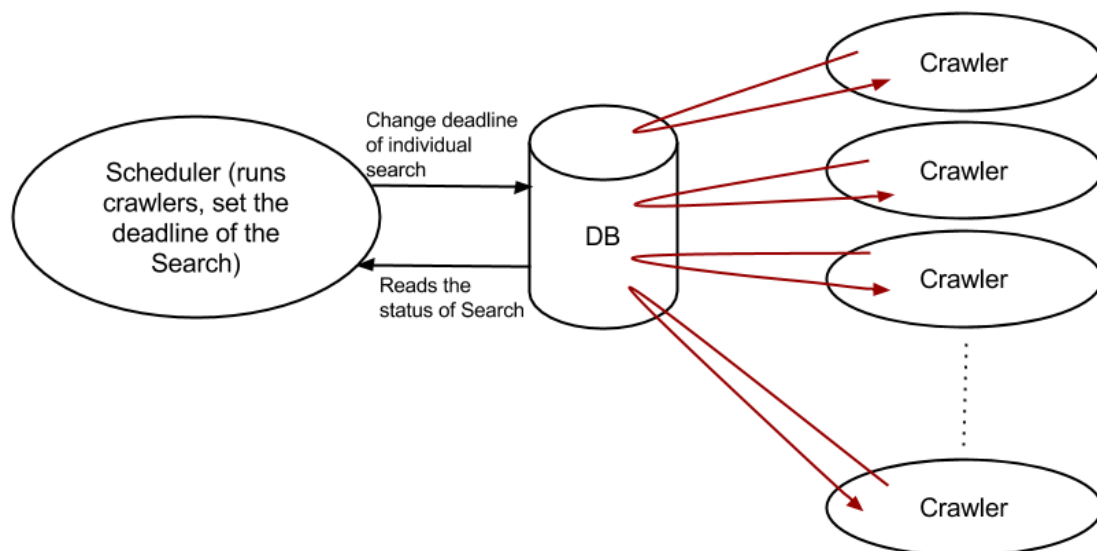 Scheduler (runs
crawlers, set the
deadline of the
Search)
Change deadline
of individual
search
Reads the
status of Search
DB
Crawler
Crawler
Crawler
Crawler